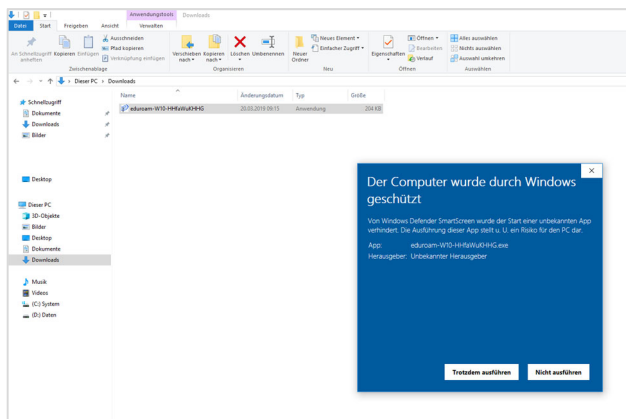 Anwendungstools Downloads
Datei Start Freigeben Ansicht Verwalten
An Schnellzugriff anheften
Kopieren
Einfügen
Ausschneiden
Pfad kopieren
Verknüpfung einfügen
Zwischenablage
Verschieben nach
Kopieren nach
Löschen
Umbenennen
Organisieren
Neuer Ordner
Neues Element
Einfacher Zugriff
Neu
Eigenschaften
Öffnen
Bearbeiten
Verlauf
Öffnen
Alles auswählen
Nichts auswählen
Auswahl umkehren
Auswählen
Dieser PC > Downloads
Name Änderungsdatum Typ Größe
eduroam-W10-HHfaWuKHHG 20.03.2019 09:15 Anwendung 204 KB
Schnellzugriff
Dokumente
Downloads
Bilder
Desktop
Dieser PC
3D-Objekte
Bilder
Desktop
Dokumente
Downloads
Musik
Videos
(C:) System
(D:) Daten
Der Computer wurde durch Windows
geschützt
Von Windows Defender SmartScreen wurde der Start einer unbekannten App
verhindert. Die Ausführung dieser App stellt u. U. ein Risiko für den PC dar.
App: eduroam-W10-HHfaWuKHHG.exe
Herausgeber: Unbekannter Herausgeber
Trotzdem ausführen Nicht ausführen